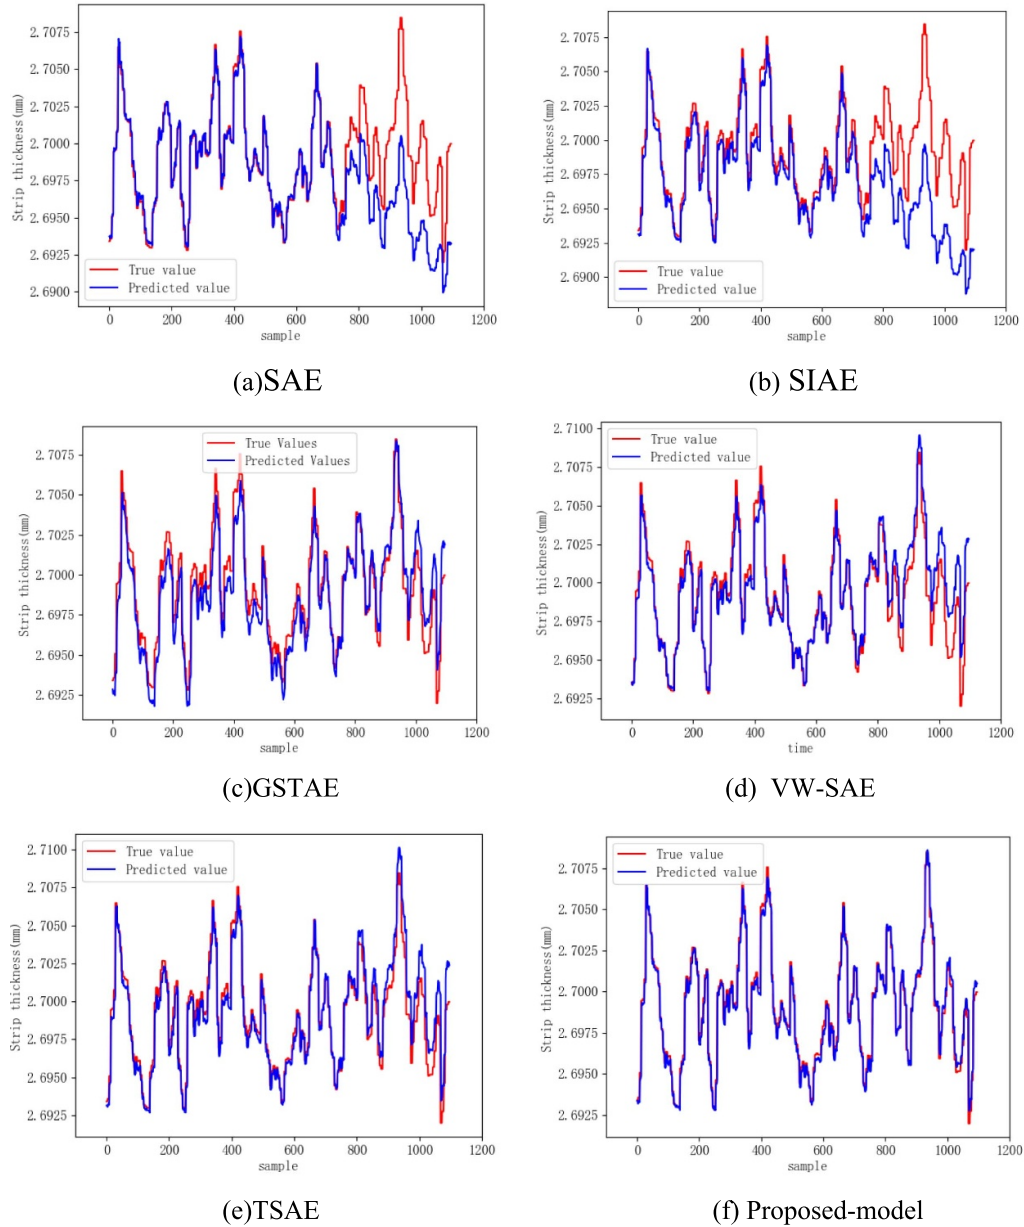 2.7075
2.7050
2.7025
2.7000
2.6975
2.6950
2.6925
2.6900
Strip thickness(mm)
True value
Predicted value
0 200 400 600 800 1000 1200
sample
(a)SAE
2.7075
2.7050
2.7025
2.7000
2.6975
2.6950
2.6925
2.6900
Strip thickness(mm)
True value
Predicted value
0 200 400 600 800 1000 1200
sample
(b) SIAE
2.7075
2.7050
2.7025
2.7000
2.6975
2.6950
2.6925
Strip thickness(mm)
True Values
Predicted Values
0 200 400 600 800 1000 1200
sample
(c)GSTAE
2.7100
2.7075
2.7050
2.7025
2.7000
2.6975
2.6950
2.6925
Strip thickness(mm)
True value
Predicted value
0 200 400 600 800 1000 1200
time
(d) VW-SAE
2.7100
2.7075
2.7050
2.7025
2.7000
2.6975
2.6950
2.6925
Strip thickness(mm)
True value
Predicted value
0 200 400 600 800 1000 1200
sample
(e)TSAE
2.7075
2.7050
2.7025
2.7000
2.6975
2.6950
2.6925
Strip thickness(mm)
True value
Predicted value
0 200 400 600 800 1000 1200
sample
(f) Proposed-model